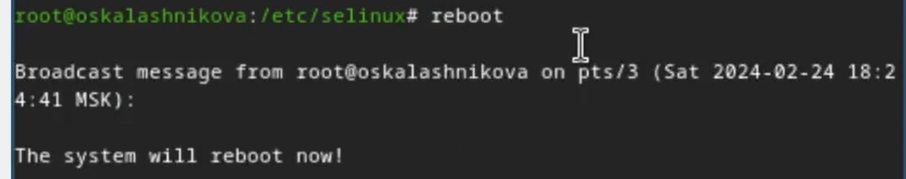 root@oskalashnikova:/etc/selinux# reboot
Broadcast message from root@oskalashnikova on pts/3 (Sat 2024-02-24 18:2
4:41 MSK):
The system will reboot now!